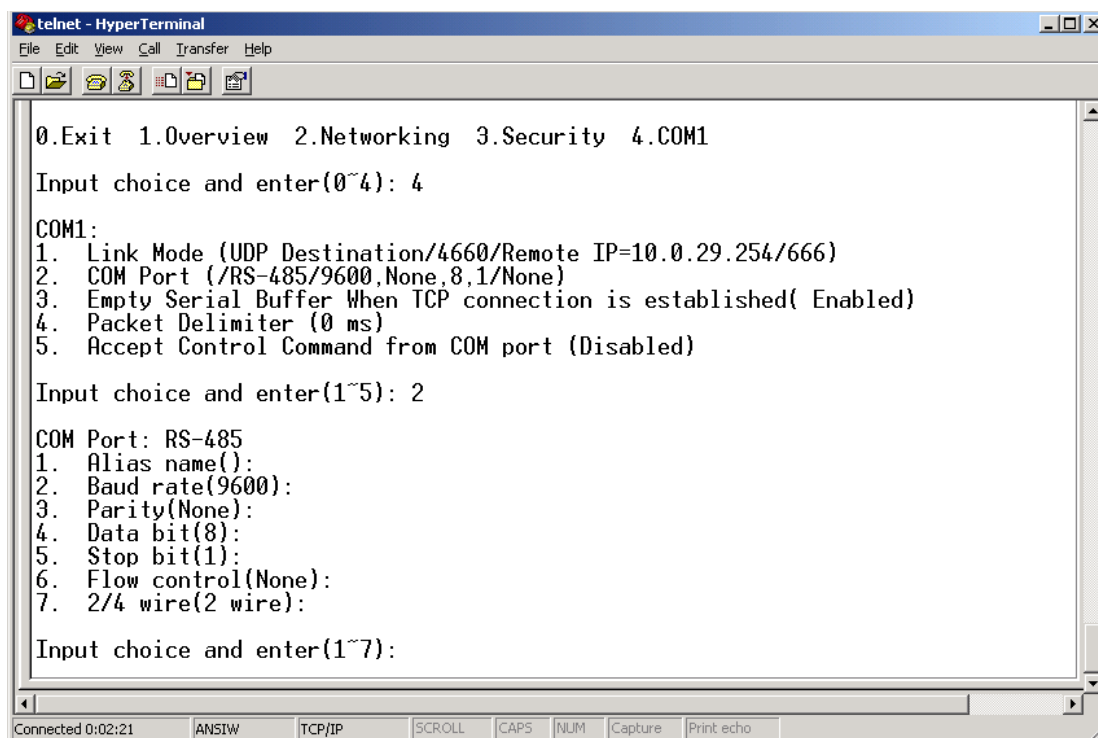 telnet - HyperTerminal
File Edit View Call Transfer Help
0.Exit 1.Overview 2.Networking 3.Security 4.COM1
Input choice and enter(0~4): 4
COM1:
1. Link Mode (UDP Destination/4660/Remote IP=10.0.29.254/666)
2. COM Port (/RS-485/9600,None,8,1/None)
3. Empty Serial Buffer When TCP connection is established( Enabled)
4. Packet Delimiter (0 ms)
5. Accept Control Command from COM port (Disabled)
Input choice and enter(1~5): 2
COM Port: RS-485
1. Alias name():
2. Baud rate(9600):
3. Parity(None):
4. Data bit(8):
5. Stop bit(1):
6. Flow control(None):
7. 2/4 wire(2 wire):
Input choice and enter(1~7):
Connected 0:02:21 ANSIW TCP/IP SCROLL CAPS NUM Capture Print echo